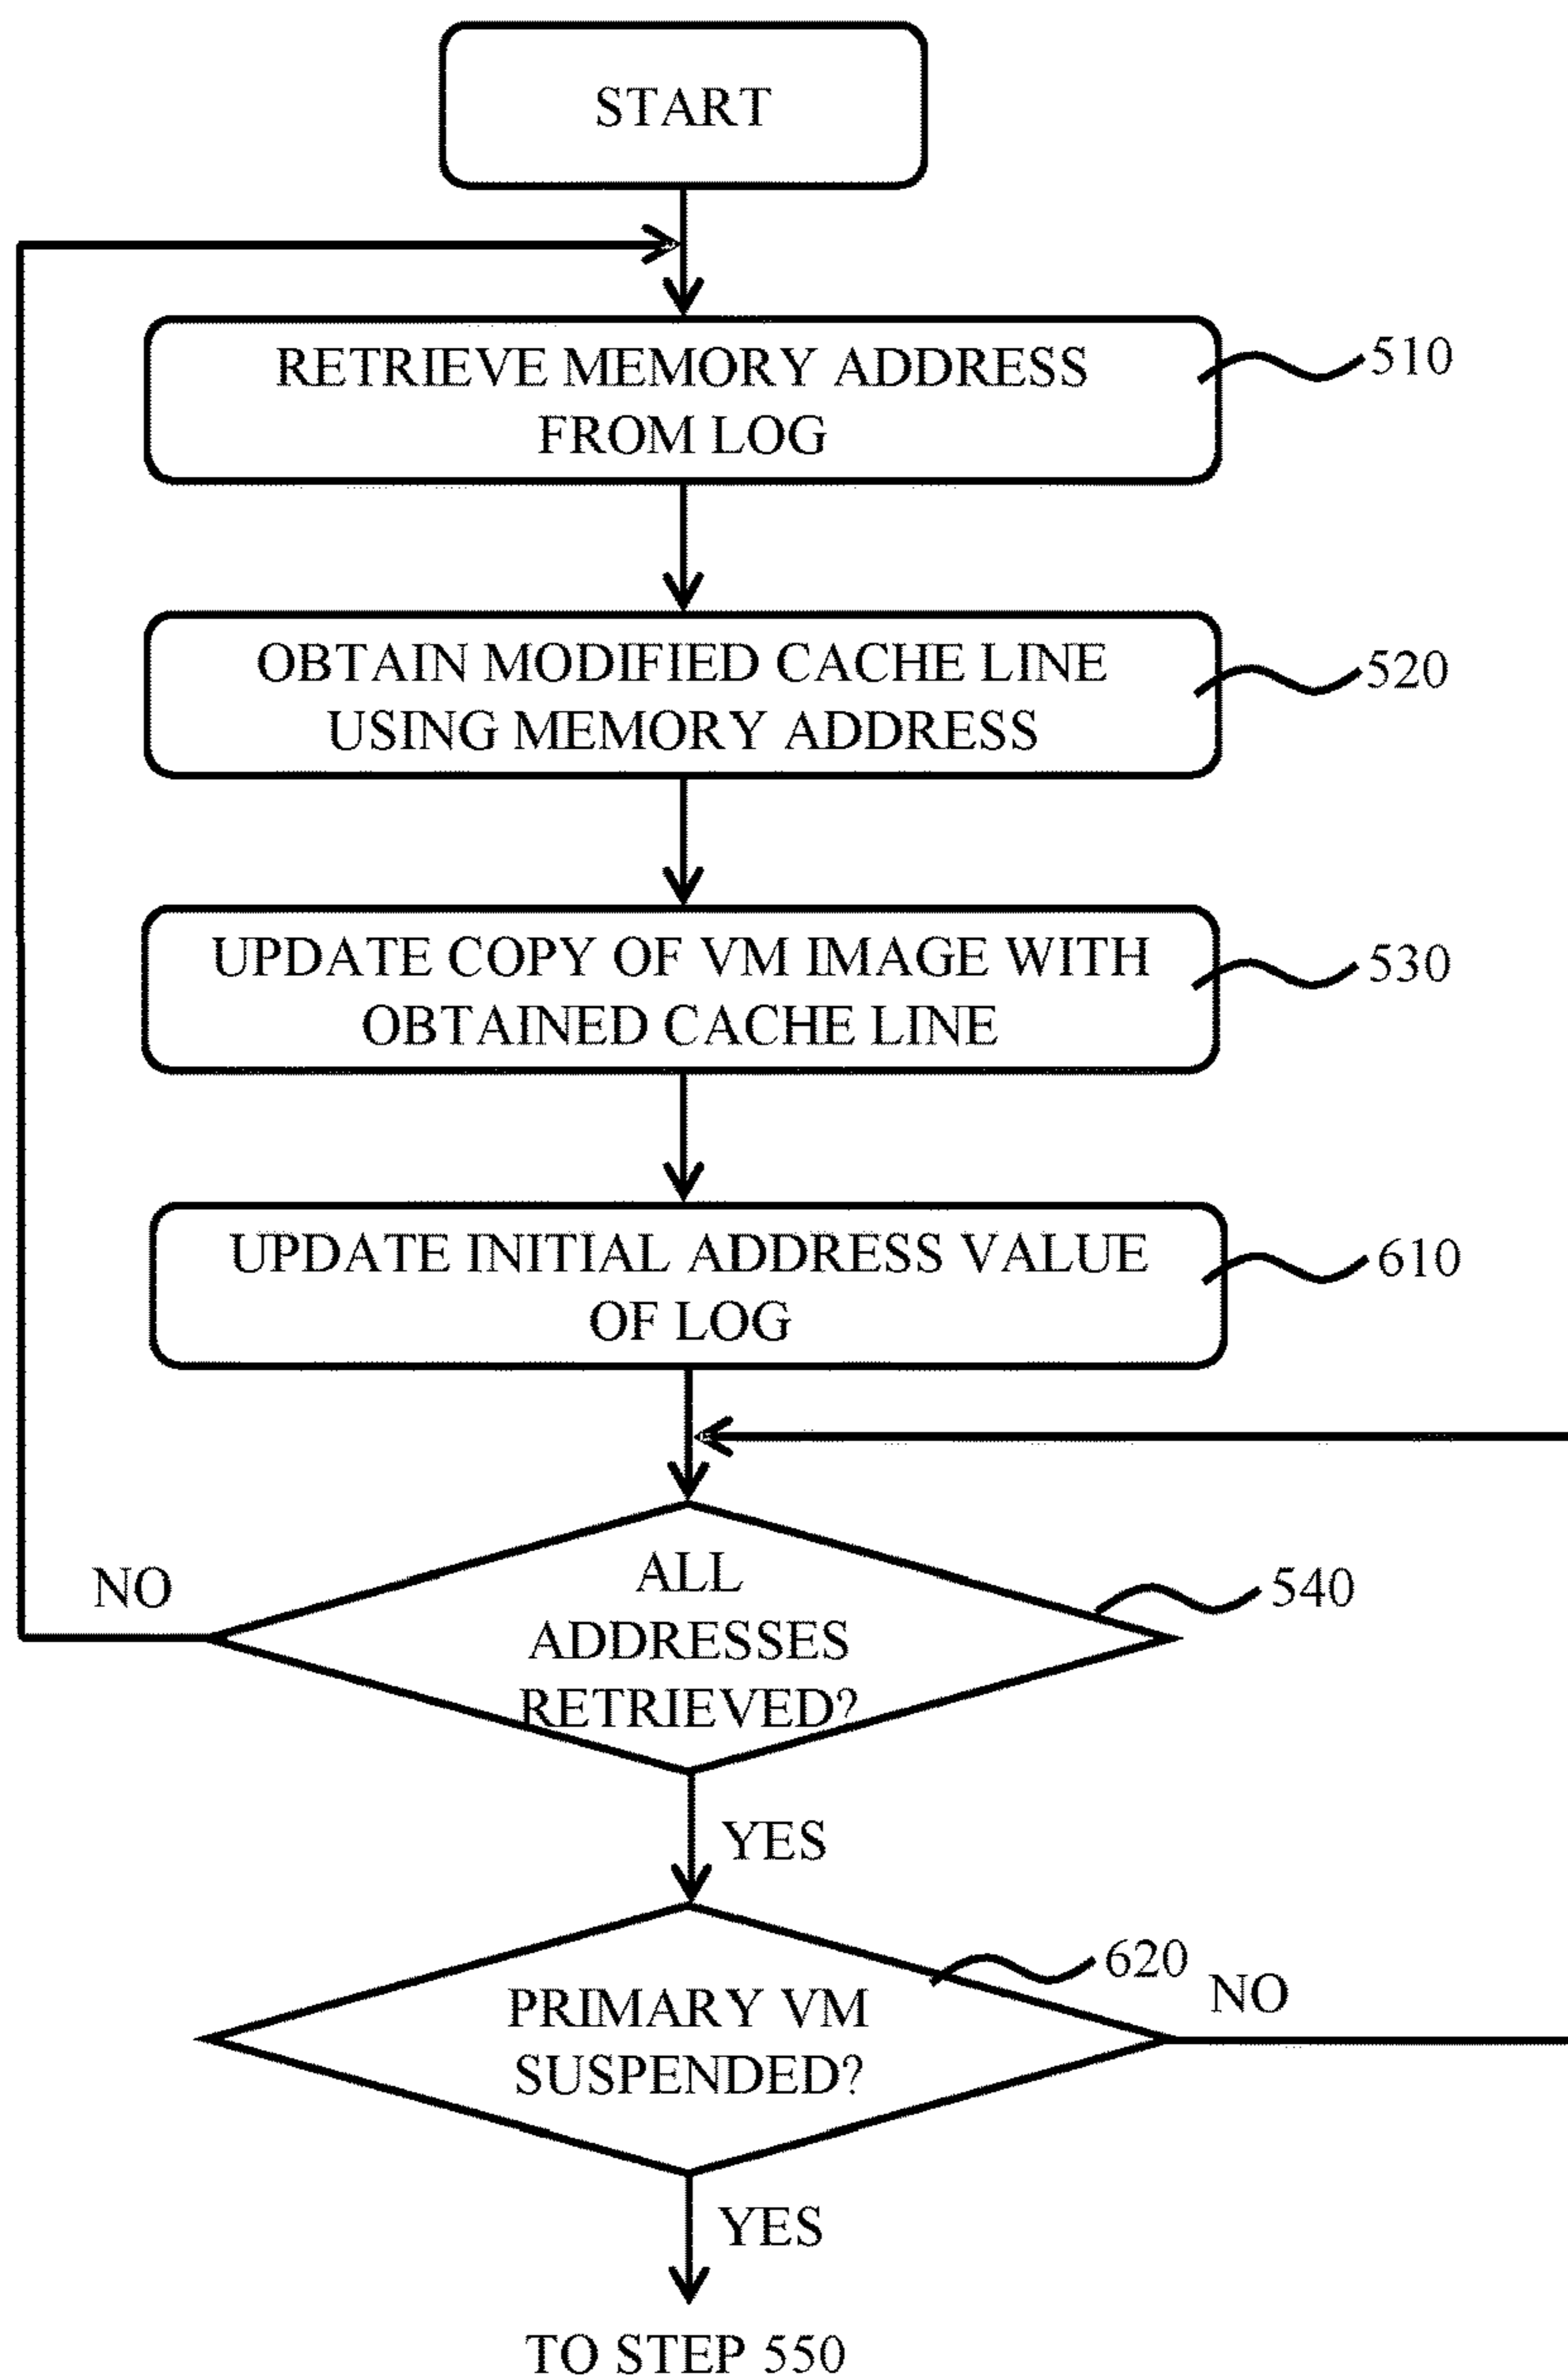 START
RETRIEVE MEMORY ADDRESS
FROM LOG
510
OBTAIN MODIFIED CACHE LINE
USING MEMORY ADDRESS
520
UPDATE COPY OF VM IMAGE WITH
OBTAINED CACHE LINE
530
UPDATE INITIAL ADDRESS VALUE
OF LOG
610
ALL
ADDRESSES
RETRIEVED?
540
NO
YES
PRIMARY VM
SUSPENDED?
620
NO
YES
TO STEP 550